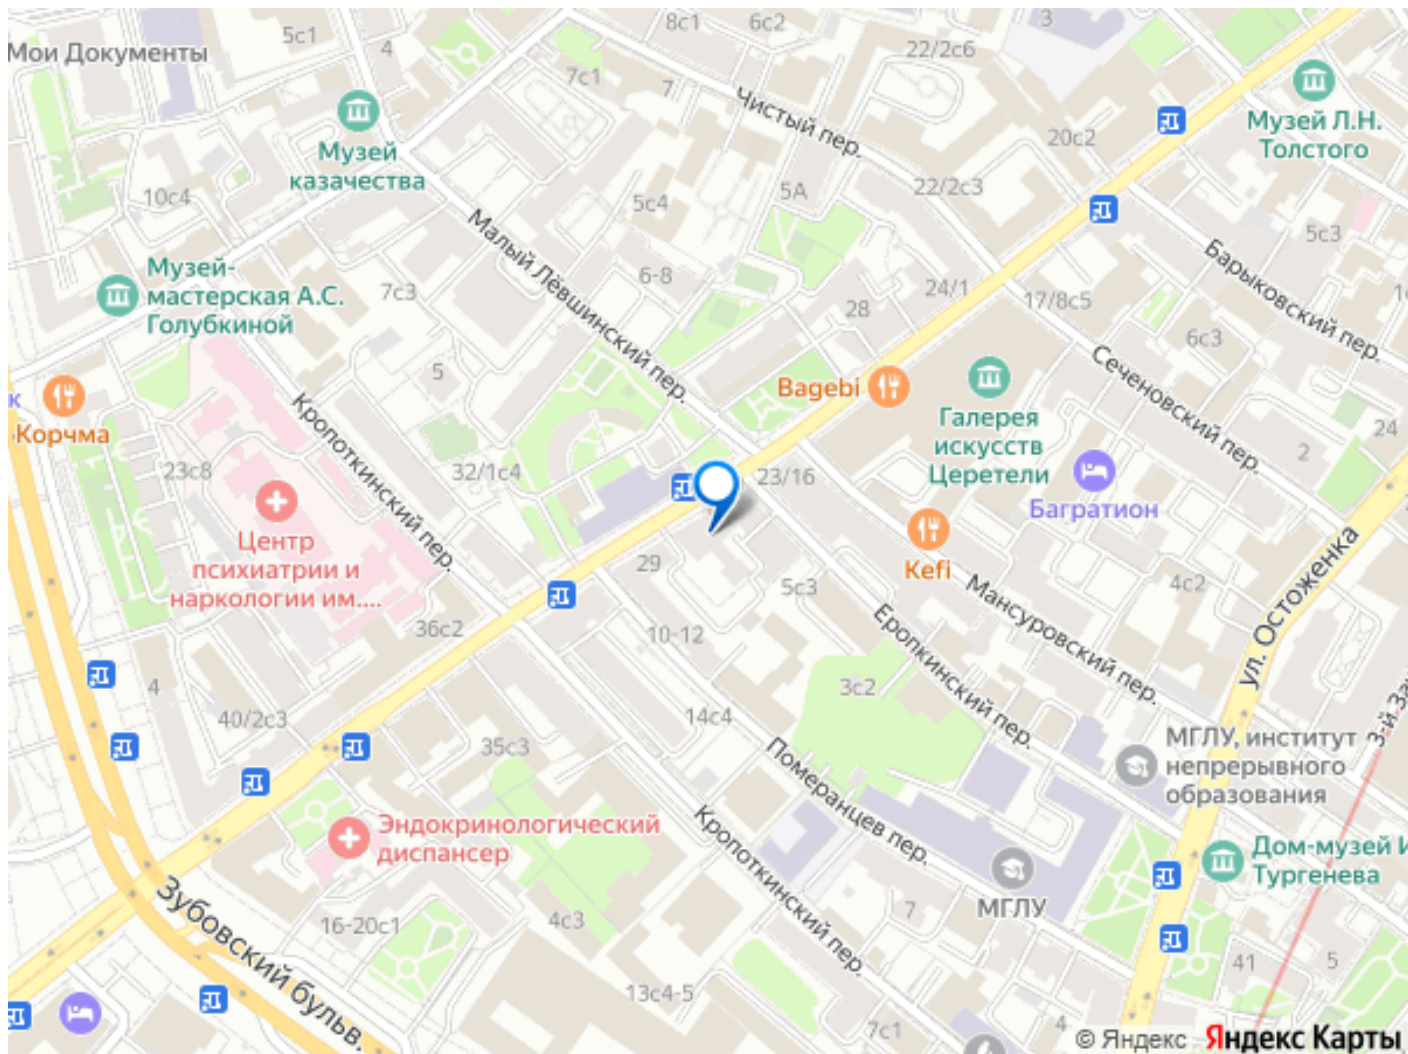 5с1
4
8с1
6с2
3
Мои Документы
22/2с6
7с1
7
Чистый пер.
Музей
казачества
20с2
Музей Л.Н.
Толстого
10с4
5с4
5А
22/2с3
Малый Лёвшинский пер.
5с3
Барыковский пер.
Музей-
мастерская А.С.
Голубкиной
7с3
6-8
28
24/1
17/8с5
6с3
Сеченовский пер.
5
к
Корчма
Кропоткинский пер.
Bagebi
Галерея
искусств
Церетели
24
2
23с8
32/1с4
23/16
Багратион
Центр
психиатрии и
наркологии им....
29
5с3
Kefi
Мансуровский пер.
4с2
ул. Остоженка
36с2
10-12
Еропкинский пер.
3с2
4
40/2с3
14с4
35с3
Померанцев пер.
МГЛУ, институт
непрерывного
образования
Эндокринологический
диспансер
Кропоткинский пер.
Дом-музей И
Тургенева
МГЛУ
Зубовский бульв.
16-20с1
4с3
7
41
5
13с4-5
7с1
4
© Яндекс Яндекс Карты